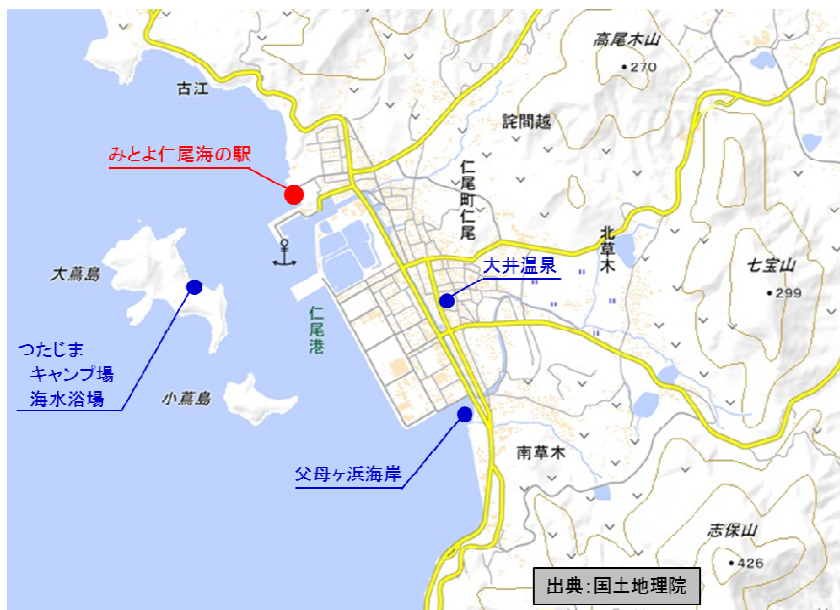 高尾木山
270
古江
詫間越
みとよ仁尾海の駅
仁尾町仁尾
北草木
大蔦島
大井温泉
七宝山
299
仁尾港
つたじま
キャンプ場
海水浴場
小蔦島
父母ヶ浜海岸
南草木
志保山
426
出典:国土地理院